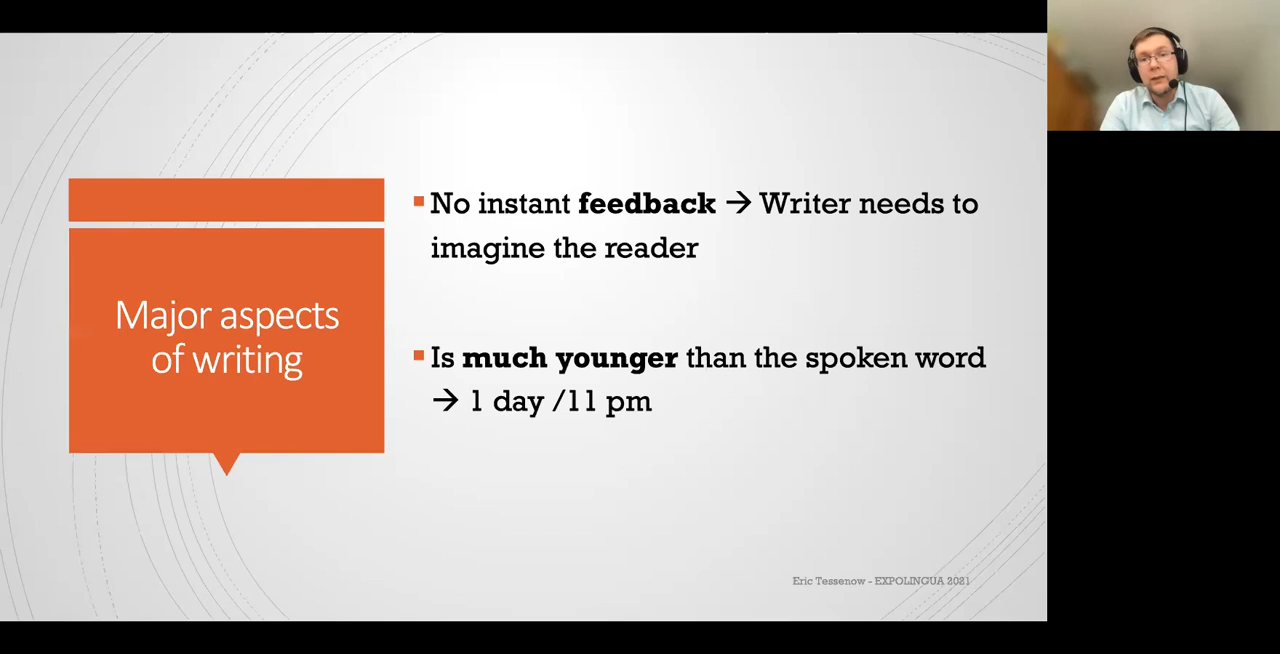 Major aspects
of writing
No instant feedback → Writer needs to
imagine the reader
Is much younger than the spoken word
→ 1 day /11 pm
Eric Tessenow - EXPOLINGUA 2021